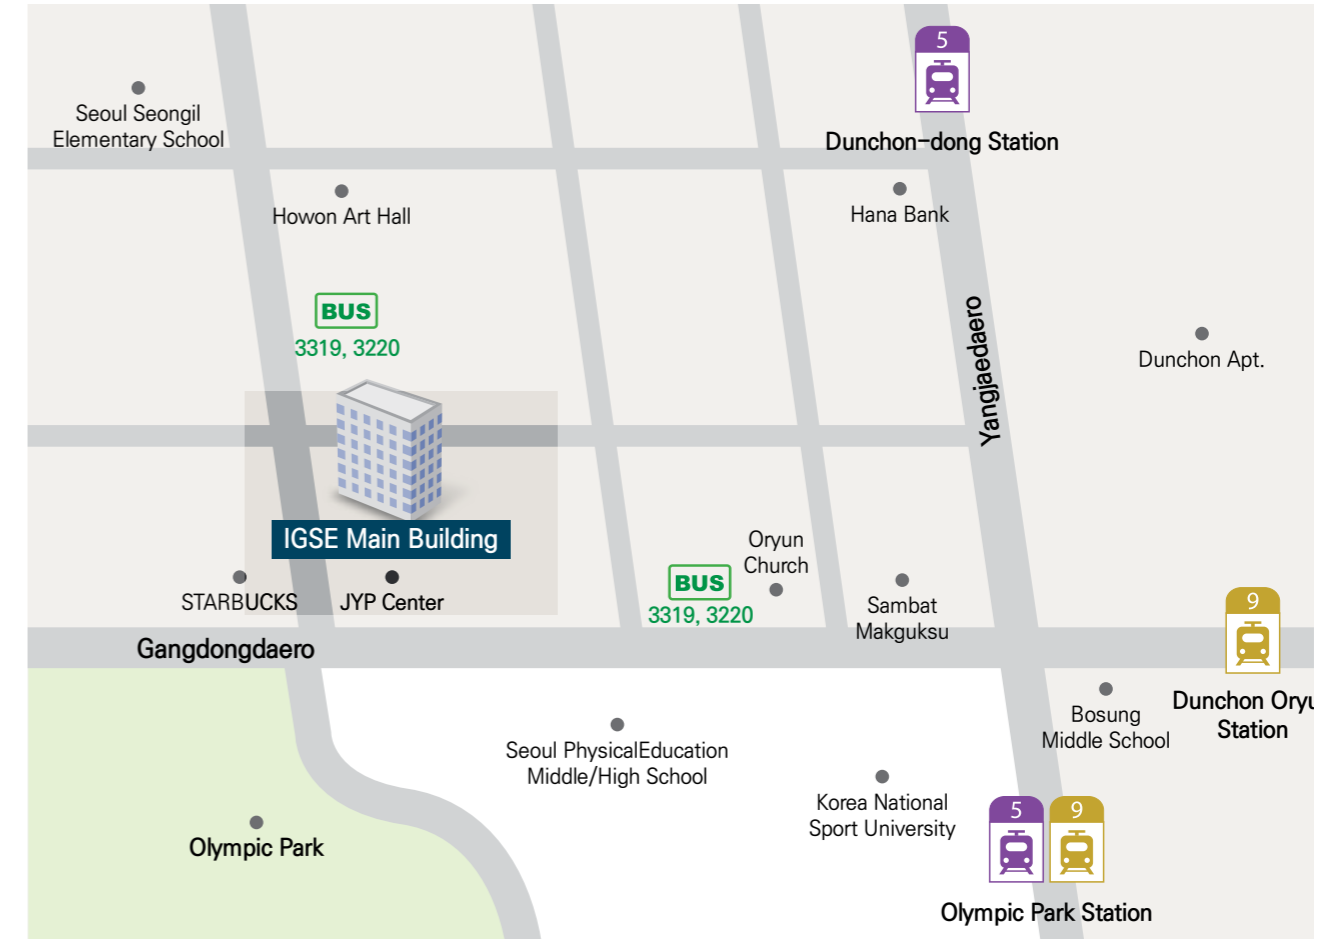 5
Dunchon-dong Station
Seoul Seongil
Elementary School
Howon Art Hall
Hana Bank
BUS
3319, 3220
Yangjaedaero
Dunchon Apt.
IGSE Main Building
STARBUCKS
JYP Center
BUS
3319, 3220
Oryun
Church
Sambat
Makguksu
9
Gangdongdaero
Dunchon Oryu
Station
Bosung
Middle School
Seoul PhysicalEducation
Middle/High School
Korea National
Sport University
Olympic Park
5
9
Olympic Park Station